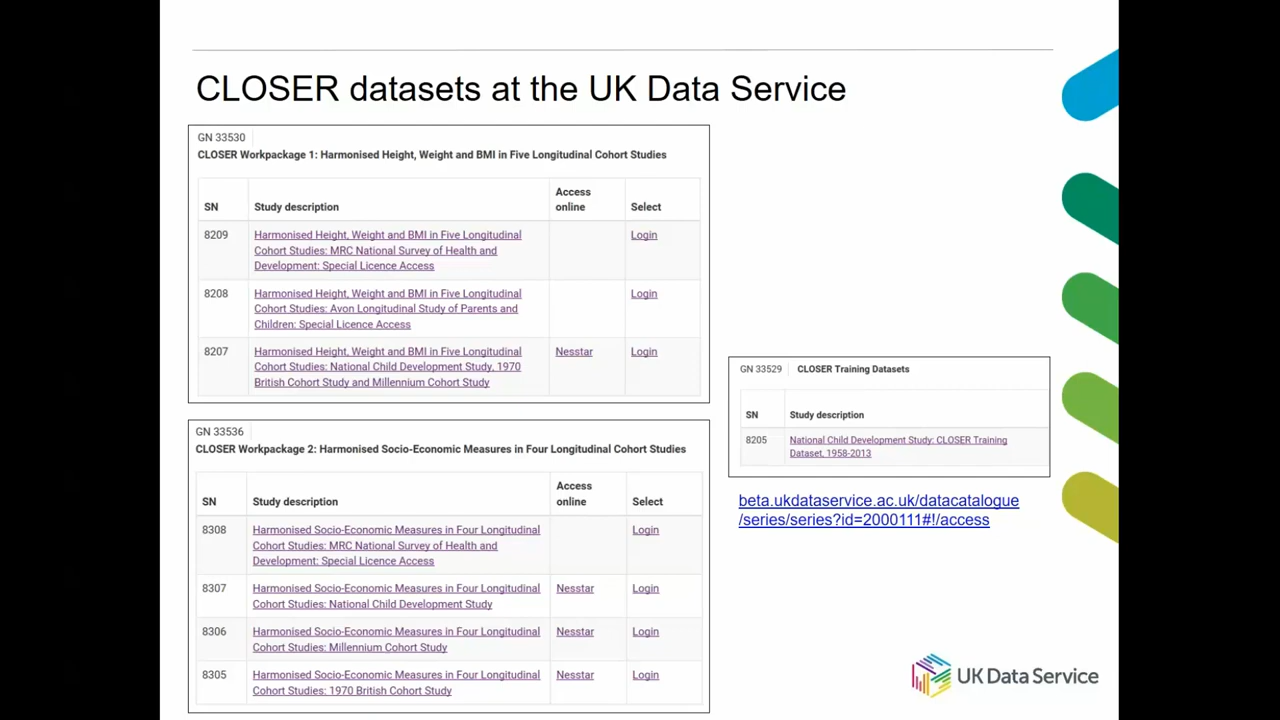 CLOSER datasets at the UK Data Service
GN 33530
CLOSER Workpackage 1: Harmonised Height, Weight and BMI in Five Longitudinal Cohort Studies
SN Study description Access online Select
8209 Harmonised Height, Weight and BMI in Five Longitudinal Login
Cohort Studies: MRC National Survey of Health and
Development: Special Licence Access
8208 Harmonised Height, Weight and BMI in Five Longitudinal Login
Cohort Studies: Avon Longitudinal Study of Parents and
Children: Special Licence Access
8207 Harmonised Height, Weight and BMI in Five Longitudinal Nesstar Login
Cohort Studies: National Child Development Study, 1970
British Cohort Study and Millennium Cohort Study
GN 33536
CLOSER Workpackage 2: Harmonised Socio-Economic Measures in Four Longitudinal Cohort Studies
SN Study description Access online Select
8308 Harmonised Socio-Economic Measures in Four Longitudinal Login
Cohort Studies: MRC National Survey of Health and
Development: Special Licence Access
8307 Harmonised Socio-Economic Measures in Four Longitudinal Nesstar Login
Cohort Studies: National Child Development Study
8306 Harmonised Socio-Economic Measures in Four Longitudinal Nesstar Login
Cohort Studies: Millennium Cohort Study
8305 Harmonised Socio-Economic Measures in Four Longitudinal Nesstar Login
Cohort Studies: 1970 British Cohort Study
GN 33529 CLOSER Training Datasets
SN Study description
8205 National Child Development Study: CLOSER Training
Dataset, 1958-2013
beta.ukdataservice.ac.uk/datacatalogue
/series/series?id=2000111#!/access
UK Data Service